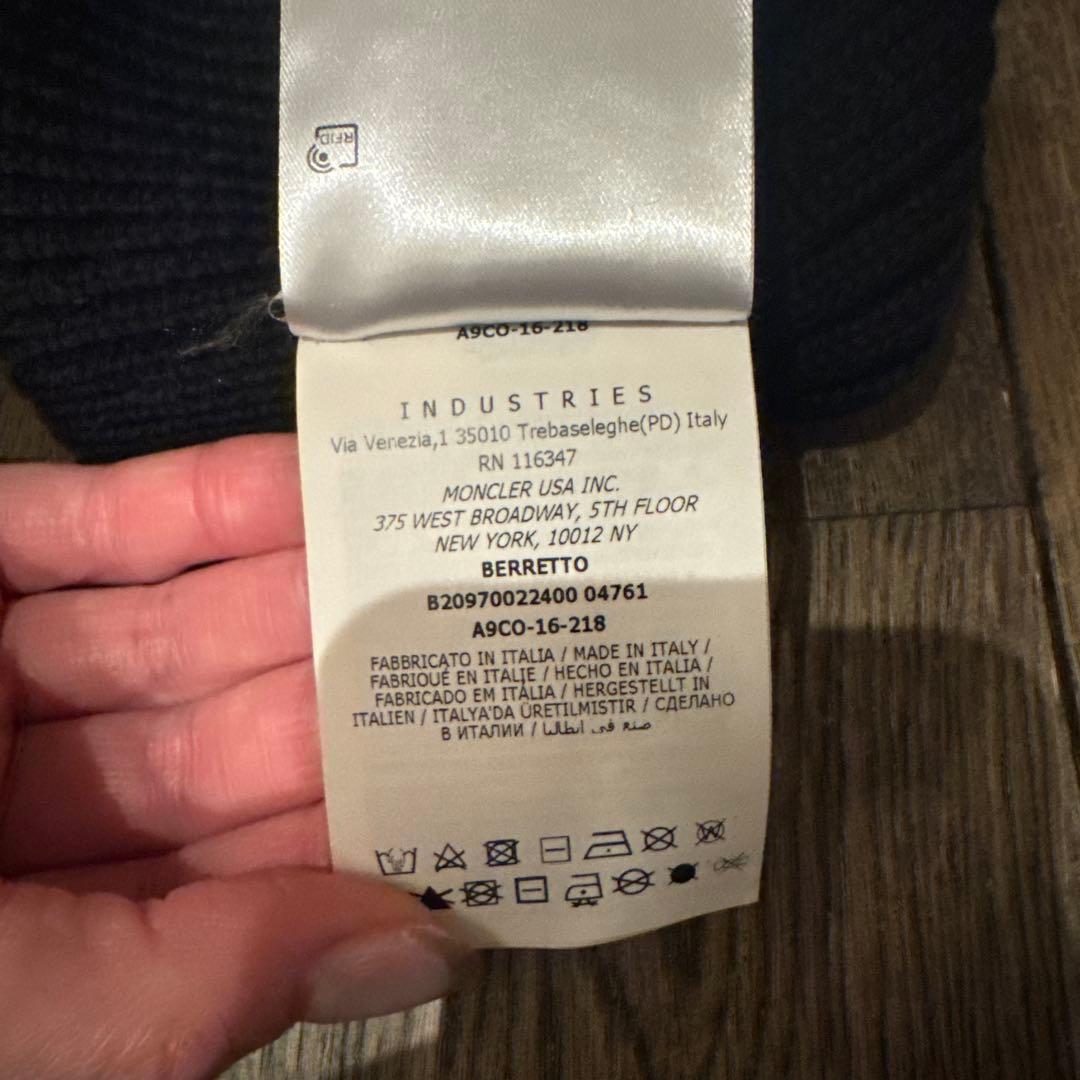 RFID
A9CO-16-218
INDUSTRIES
Via Venezia,1 35010 Trebaseleghe(PD) Italy
RN 116347
MONCLER USA INC.
375 WEST BROADWAY, 5TH FLOOR
NEW YORK, 10012 NY
BERRETTO
B20970022400 04761
A9CO-16-218
FABBRICATO IN ITALIA / MADE IN ITALY /
FABRIQUÉ EN ITALIE / HECHO EN ITALIA /
FABRICADO EM ITÁLIA / HERGESTELLT IN
ITALIEN / ITALYA'DA ÜRETILMISTIR / СДЕЛАНО
В ИТАЛИИ / صنع في ايطاليا
W